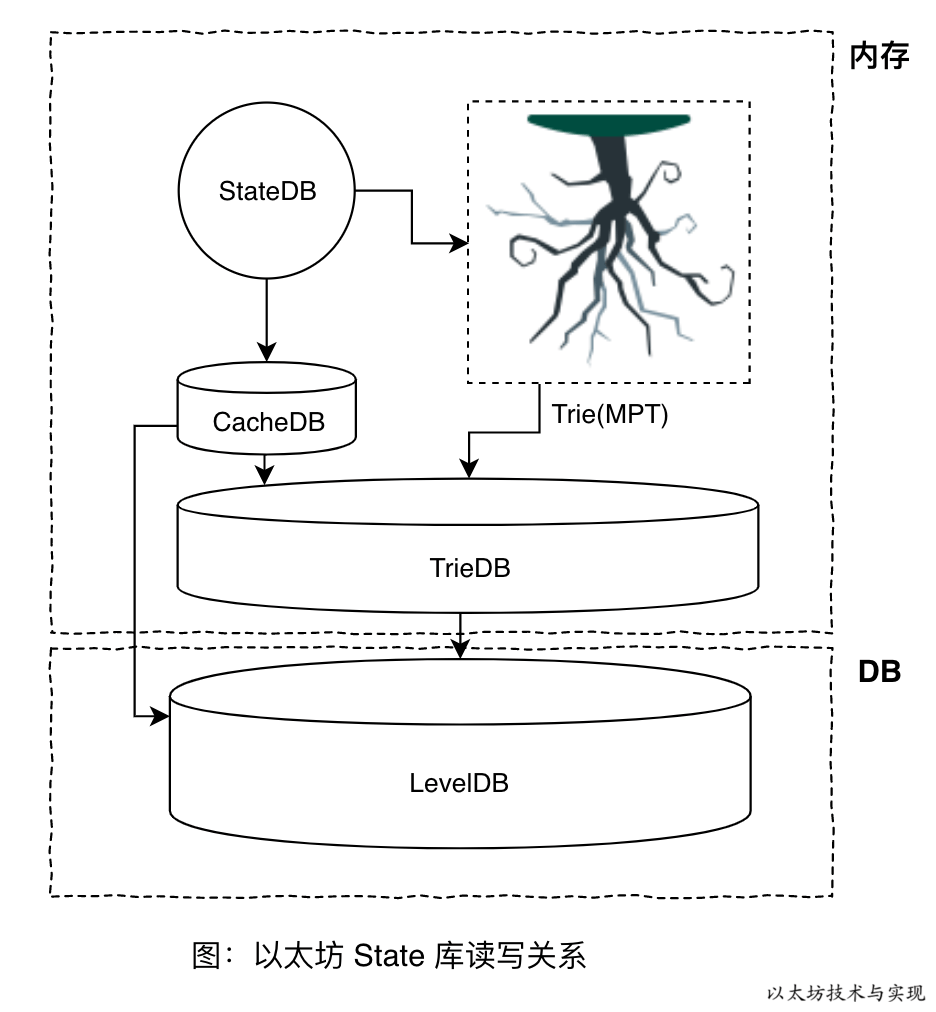 内存
StateDB
CacheDB
Trie(MPT)
TrieDB
DB
LevelDB
图：以太坊 State 库读写关系
以太坊技术与实现